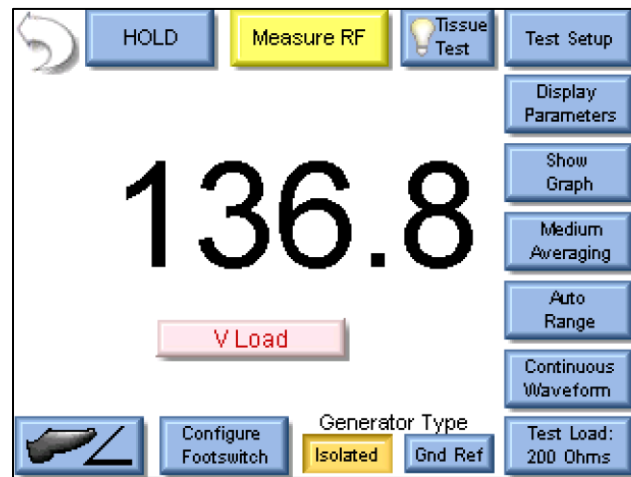 HOLD
Measure RF
Tissue
Test
Test Setup
Display
Parameters
Show
Graph
136.8
Medium
Averaging
Auto
Range
V Load
Continuous
Waveform
Configure
Footswitch
Generator Type
Isolated
Gnd Ref
Test Load:
200 Ohms